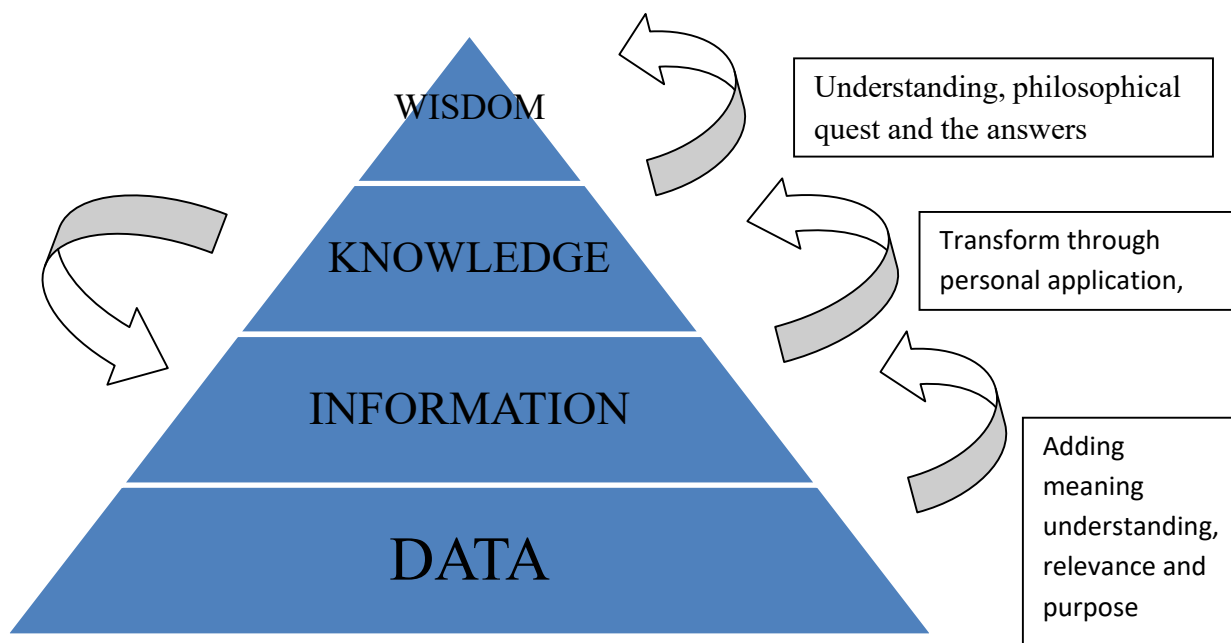 WISDOM
Understanding, philosophical
quest and the answers
KNOWLEDGE
Transform through
personal application,
INFORMATION
Adding
meaning
understanding,
relevance and
purpose
DATA